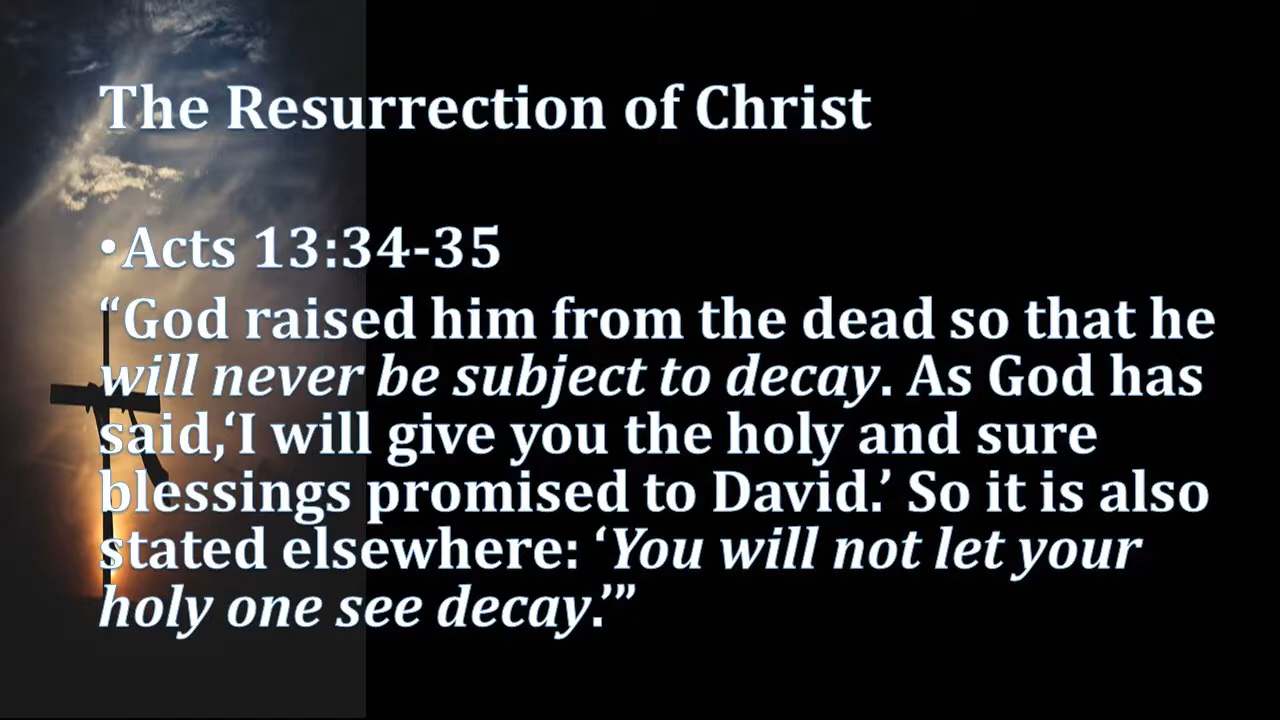 The Resurrection of Christ
•Acts 13:34-35
“God raised him from the dead so that he
will never be subject to decay. As God has
said,‘I will give you the holy and sure
blessings promised to David.’ So it is also
stated elsewhere: ‘You will not let your
holy one see decay.’”